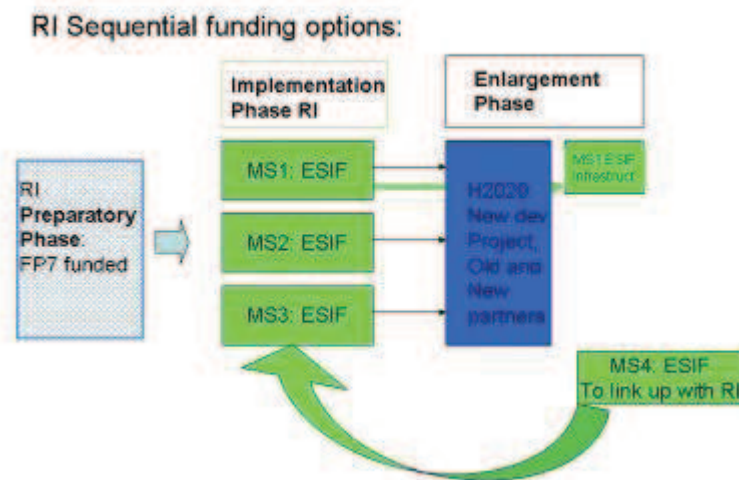 RI Sequential funding options:
Implementation
Phase RI
Enlargement
Phase
RI
Preparatory
Phase:
FP7 funded
MS1: ESIF
MS2: ESIF
MS3: ESIF
H2020
New dev
Project,
Old and
New
partners
MS1 ESIF
Infrastruct
MS4: ESIF
To link up with RI